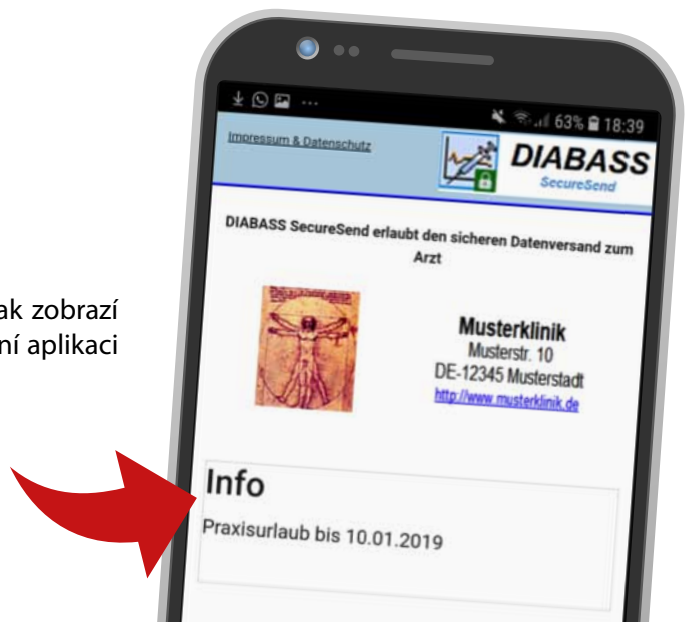 63% 18:39
Impressum & Datenschutz
DIABASS
SecureSend
DIABASS SecureSend erlaubt den sicheren Datenversand zum
Arzt
Musterklinik
Musterstr. 10
DE-12345 Musterstadt
http://www.musterklinik.de
ak zobrazí
ní aplikaci
Info
Praxisurlaub bis 10.01.2019